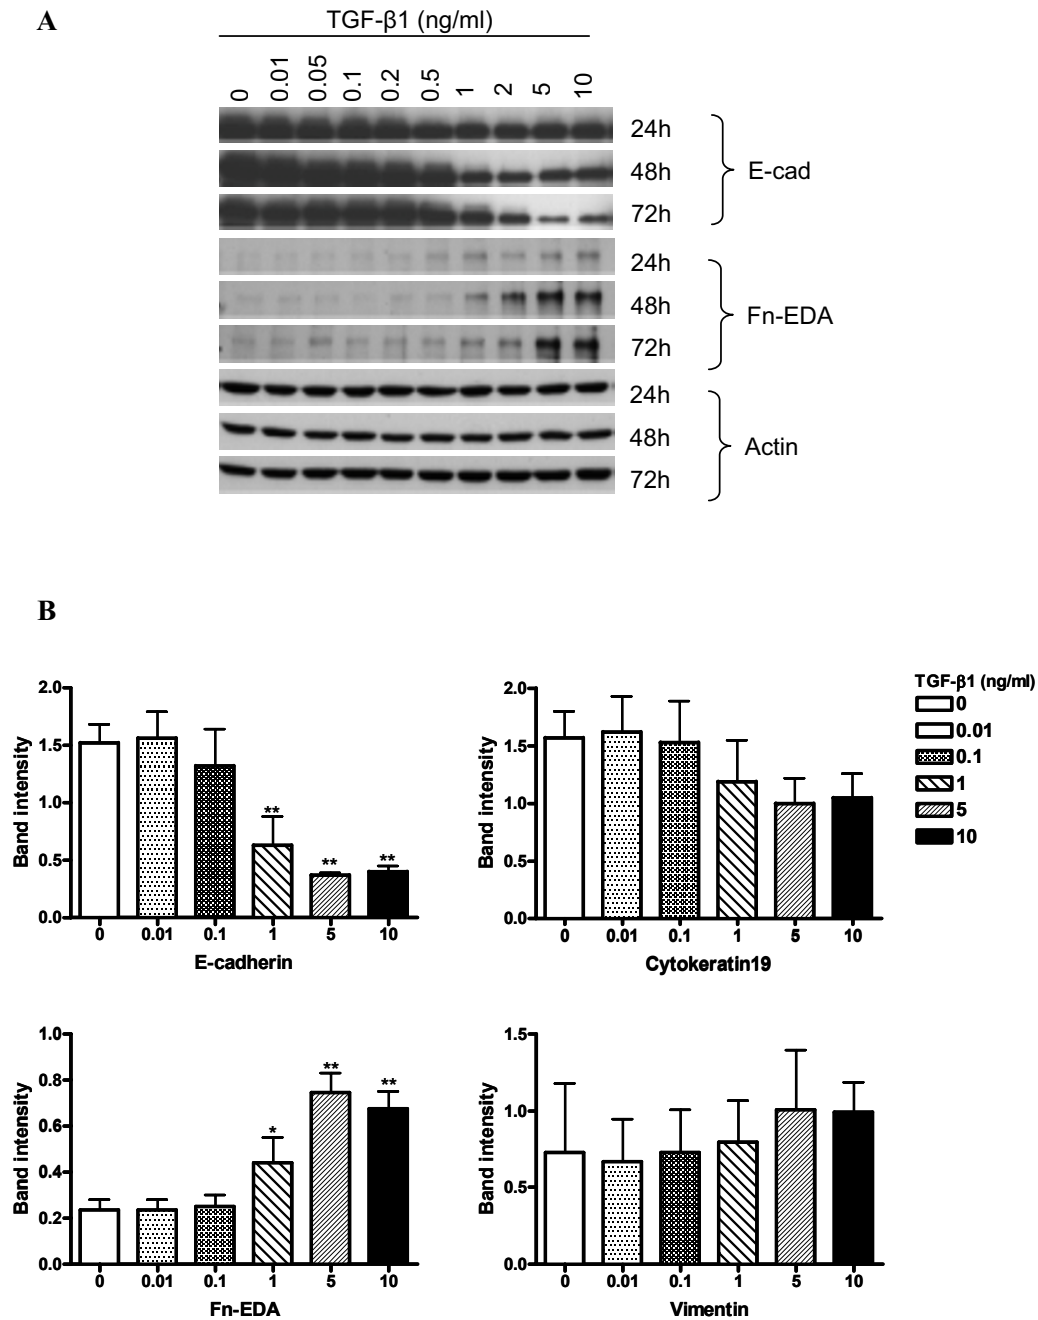 A
TGF-β1 (ng/ml)
0 0.01 0.05 0.1 0.2 0.5 1 2 5 10
24h
48h
72h
E-cad
24h
48h
72h
Fn-EDA
24h
48h
72h
Actin
B
2.0
1.5
1.0
0.5
0.0
Band intensity
**
**
**
0 0.01 0.1 1 5 10
E-cadherin
2.0
1.5
1.0
0.5
0.0
Band intensity
0 0.01 0.1 1 5 10
Cytokeratin19
TGF-β1 (ng/ml)
0
0.01
0.1
1
5
10
1.0
0.8
0.6
0.4
0.2
0.0
Band intensity
*
**
**
0 0.01 0.1 1 5 10
Fn-EDA
1.5
1.0
0.5
0.0
Band intensity
0 0.01 0.1 1 5 10
Vimentin